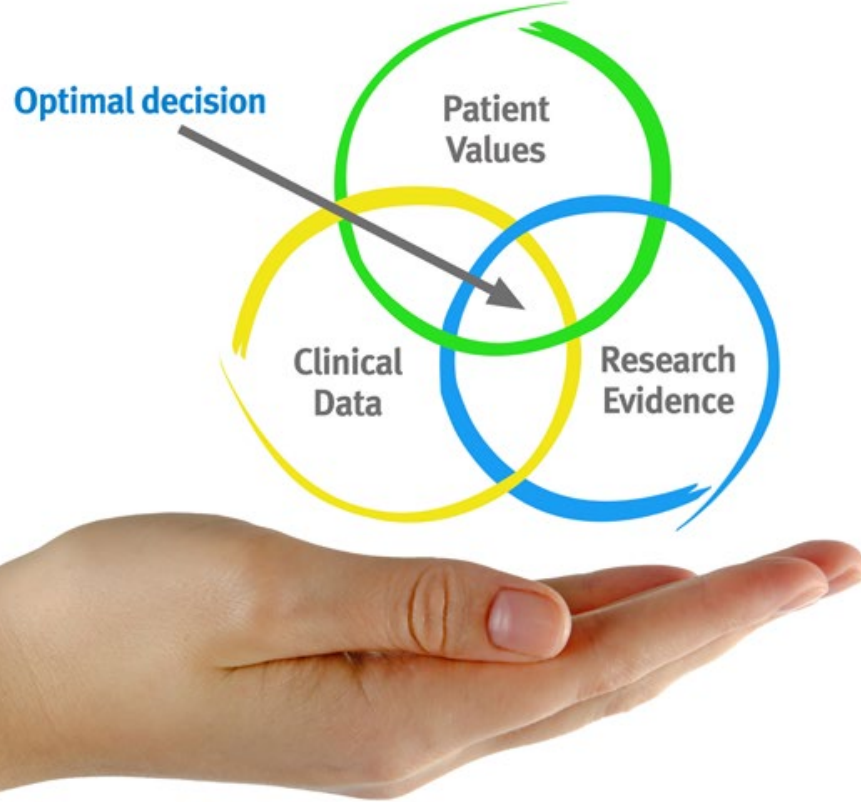 Optimal decision
Patient
Values
Clinical
Data
Research
Evidence